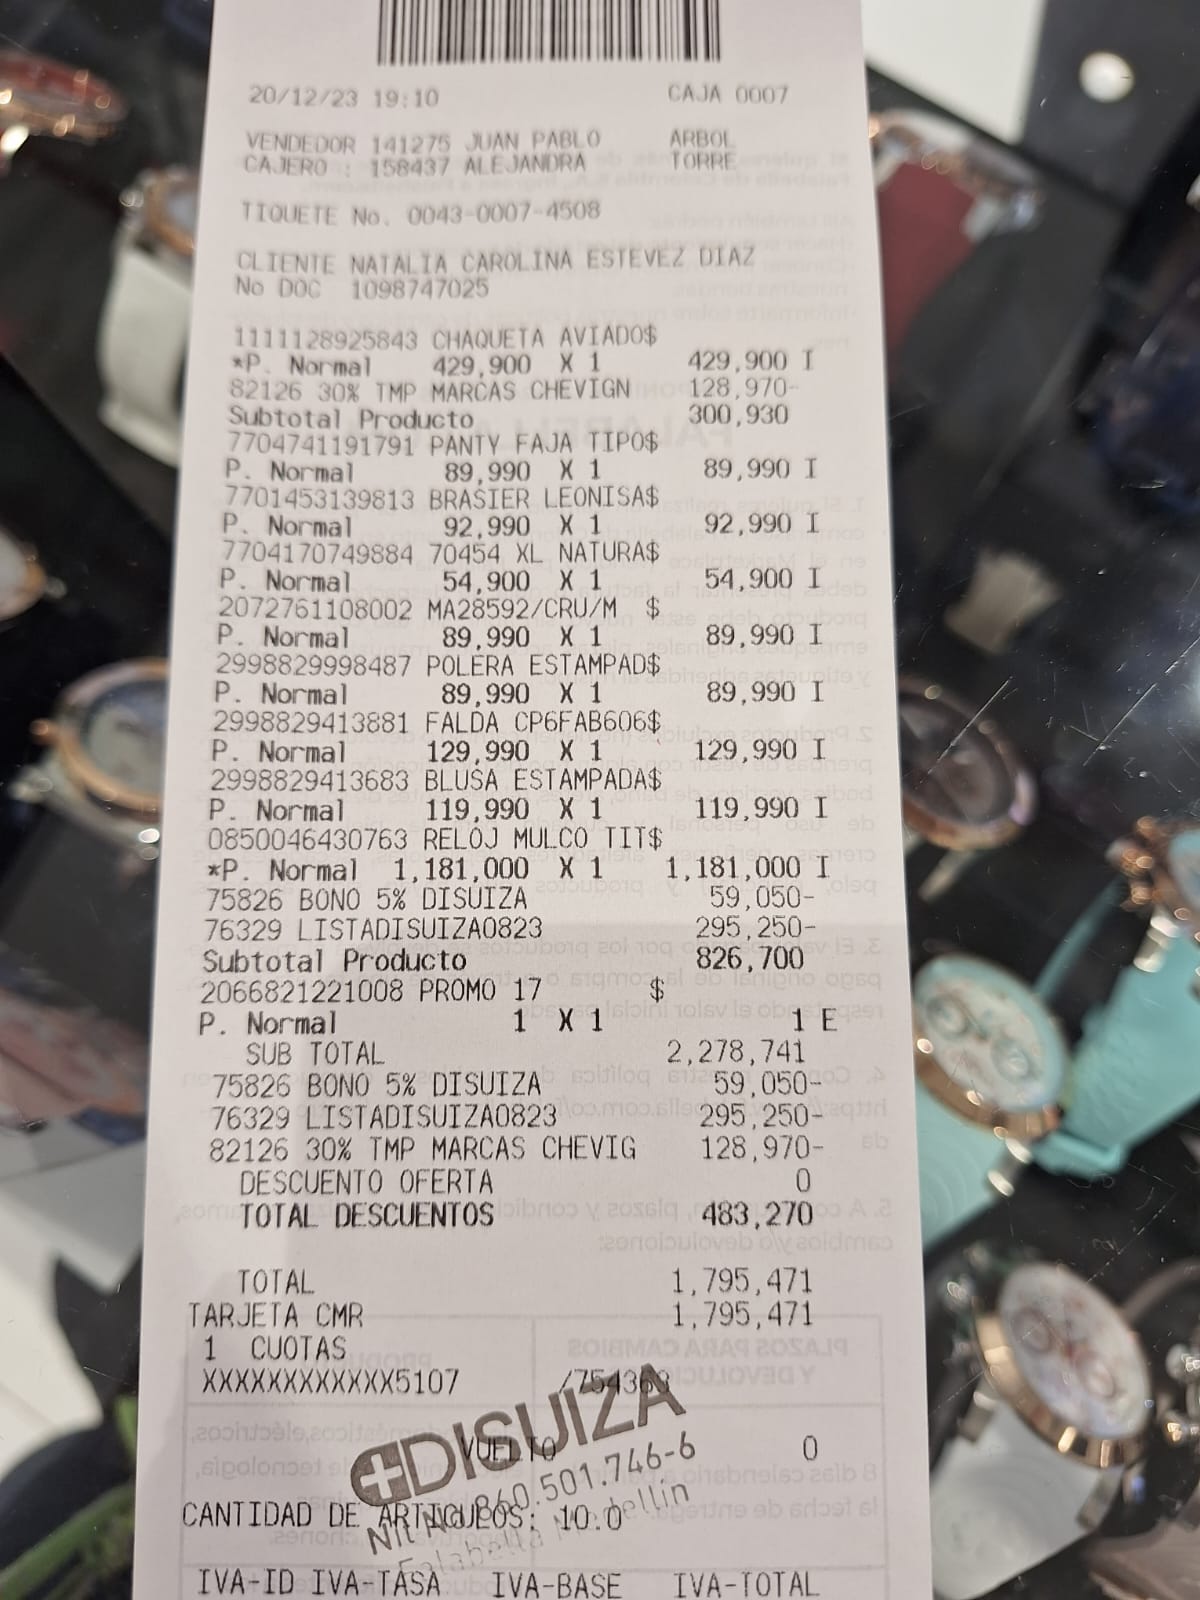 20/12/23 19:10 CAJA 0007
VENDEDOR 141275 JUAN PABLO ARBOL
CAJERO : 158437 ALEJANDRA TORRE
TIQUETE No. 0043-0007-4508
CLIENTE NATALIA CAROLINA ESTEVEZ DIAZ
No DOC 1098747025
1111128925843 CHAQUETA AVIADO$
*P. Normal 429,900 X 1 429,900 I
82126 30% TMP MARCAS CHEVIGN 128,970-
Subtotal Producto 300,930
7704741191791 PANTY FAJA TIPO$
P. Normal 89,990 X 1 89,990 I
7701453139813 BRASIER LEONISA$
P. Normal 92,990 X 1 92,990 I
7704170749884 70454 XL NATURA$
P. Normal 54,900 X 1 54,900 I
2072761108002 MA28592/CRU/M $
P. Normal 89,990 X 1 89,990 I
2998829998487 POLERA ESTAMPAD$
P. Normal 89,990 X 1 89,990 I
2998829413881 FALDA CP6FAB606$
P. Normal 129,990 X 1 129,990 I
2998829413683 BLUSA ESTAMPADA$
P. Normal 119,990 X 1 119,990 I
0850046430763 RELOJ MULCO TIT$
*P. Normal 1,181,000 X 1 1,181,000 I
75826 BONO 5% DISUIZA 59,050-
76329 LISTADISUIZA0823 295,250-
Subtotal Producto 826,700
2066821221008 PROMO 17 $
P. Normal 1 X 1 1 E
SUB TOTAL 2,278,741
75826 BONO 5% DISUIZA 59,050-
76329 LISTADISUIZA0823 295,250-
82126 30% TMP MARCAS CHEVIG 128,970-
DESCUENTO OFERTA 0
TOTAL DESCUENTOS 483,270
TOTAL 1,795,471
TARJETA CMR 1,795,471
1 CUOTAS
XXXXXXXXXXXX5107
DISUIZA
VUELTO 0
860.501.746-6
CANTIDAD DE ARTICULOS: 10.0
Falabella Medellin
IVA-ID IVA-TASA IVA-BASE IVA-TOTAL